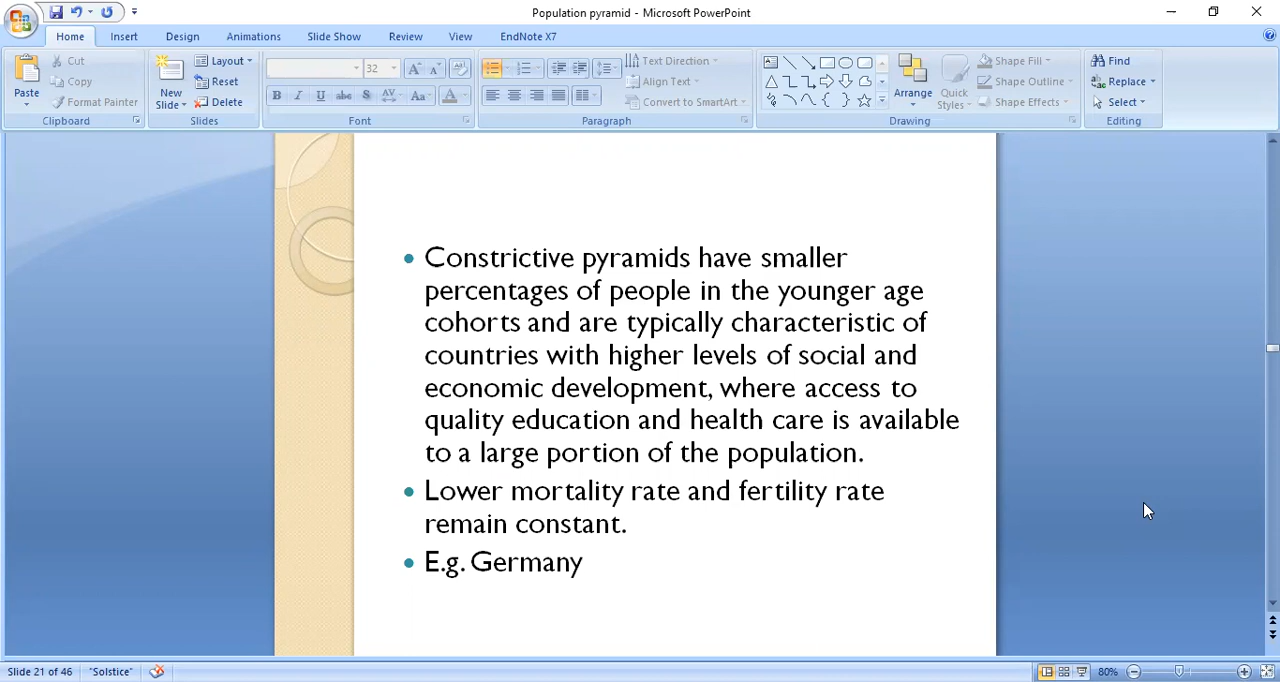 Population pyramid - Microsoft PowerPoint
Home Insert Design Animations Slide Show Review View EndNote X7
Paste
Cut
Copy
Format Painter
Clipboard
New Slide
Layout
Reset
Delete
Slides
32
Font
Text Direction
Align Text
Convert to SmartArt
Paragraph
Arrange
Quick Styles
Shape Fill
Shape Outline
Shape Effects
Drawing
Find
Replace
Select
Editing
Constrictive pyramids have smaller
percentages of people in the younger age
cohorts and are typically characteristic of
countries with higher levels of social and
economic development, where access to
quality education and health care is available
to a large portion of the population.
Lower mortality rate and fertility rate
remain constant.
E.g. Germany
Slide 21 of 46 "Solstice" 80%